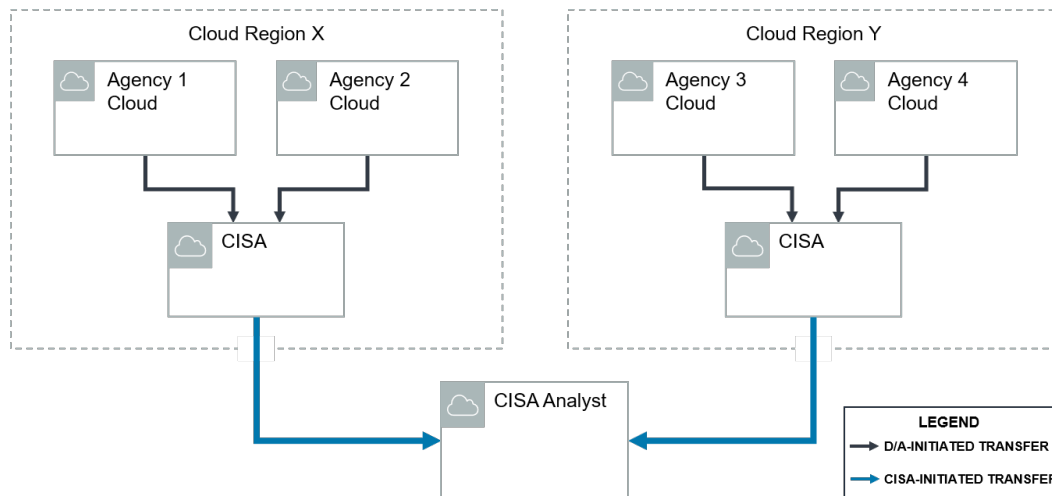 Cloud Region X
Cloud Region Y
Agency 1
Cloud
Agency 2
Cloud
Agency 3
Cloud
Agency 4
Cloud
CISA
CISA
CISA Analyst
LEGEND
D/A-INITIATED TRANSFER
CISA-INITIATED TRANSFER